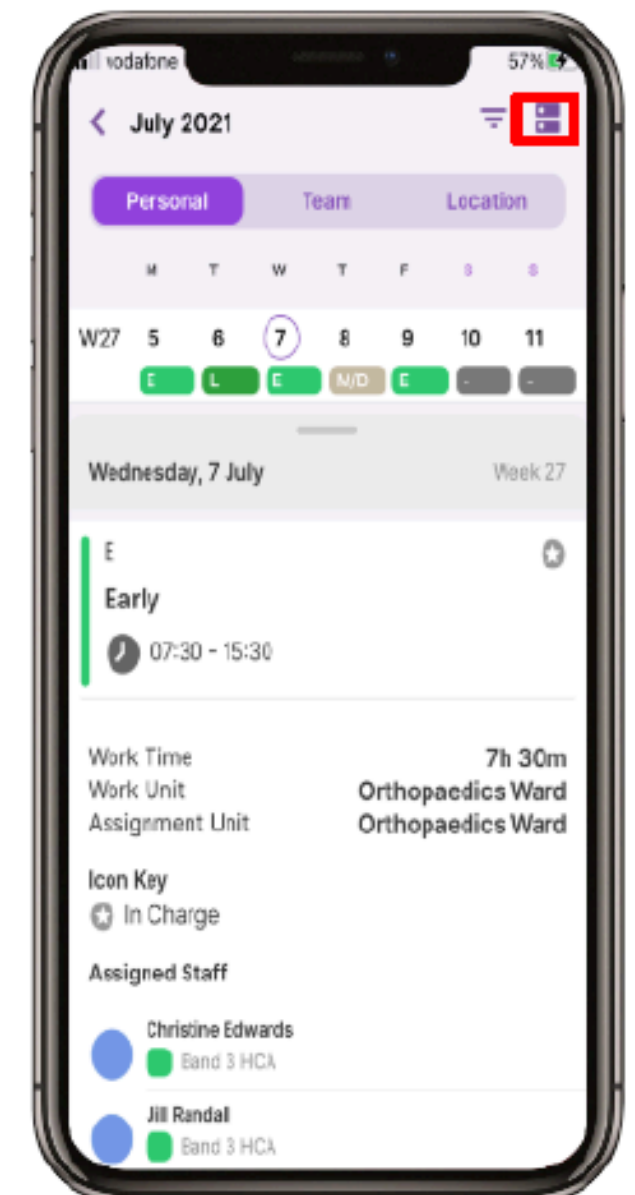 vodafone 57%
July 2021
Personal Team Location
M T W T F S S
W27 5 6 7 8 9 10 11
E L E N/D E - -
Wednesday, 7 July Week 27
E
Early
07:30 - 15:30
Work Time 7h 30m
Work Unit Orthopaedics Ward
Assignment Unit Orthopaedics Ward
Icon Key
In Charge
Assigned Staff
Christine Edwards
Band 3 HCA
Jill Randall
Band 3 HCA